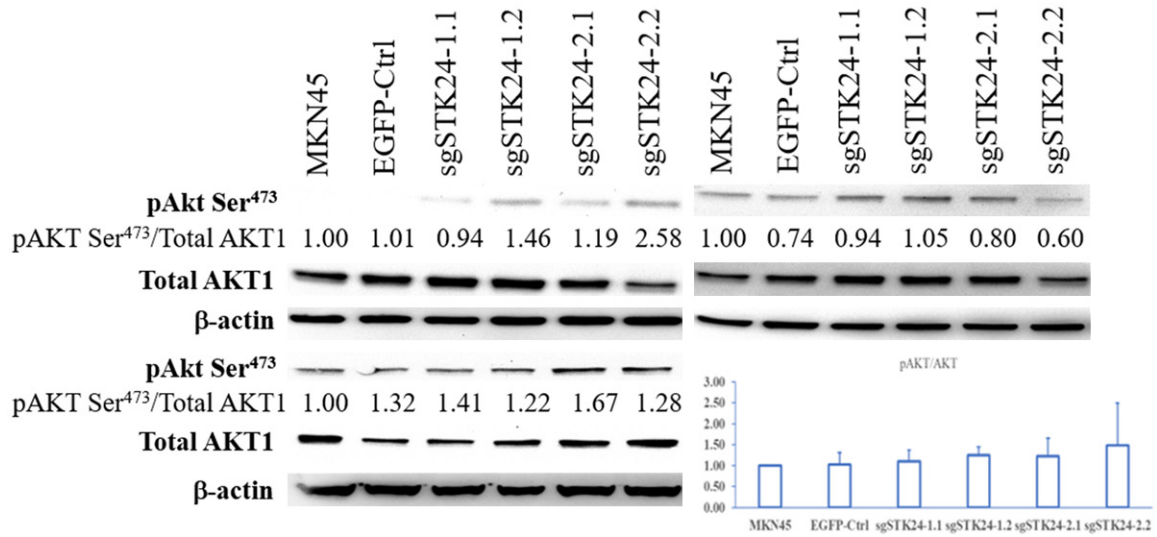 MKN45 EGFP-Ctrl sgSTK24-1.1 sgSTK24-1.2 sgSTK24-2.1 sgSTK24-2.2
MKN45 EGFP-Ctrl sgSTK24-1.1 sgSTK24-1.2 sgSTK24-2.1 sgSTK24-2.2
pAkt Ser⁴⁷³
pAKT Ser⁴⁷³/Total AKT1 1.00 1.01 0.94 1.46 1.19 2.58
1.00 0.74 0.94 1.05 0.80 0.60
Total AKT1
β-actin
pAkt Ser⁴⁷³
pAKT Ser⁴⁷³/Total AKT1 1.00 1.32 1.41 1.22 1.67 1.28
Total AKT1
β-actin
pAKT/AKT
3.00
2.50
2.00
1.50
1.00
0.50
0.00
MKN45 EGFP-Ctrl sgSTK24-1.1 sgSTK24-1.2 sgSTK24-2.1 sgSTK24-2.2